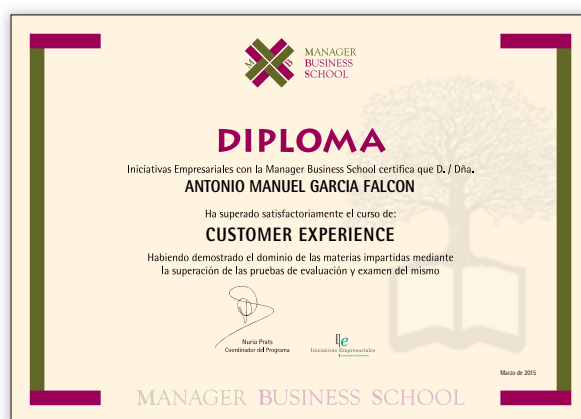 M B
MANAGER
BUSINESS
SCHOOL
DIPLOMA
Iniciativas Empresariales con la Manager Business School certifica que D. / Dña.
ANTONIO MANUEL GARCIA FALCON
Ha superado satisfactoriamente el curso de:
CUSTOMER EXPERIENCE
Habiendo demostrado el dominio de las materias impartidas mediante
la superación de las pruebas de evaluación y examen del mismo
Nuria Prats
Coordinador del Programa
Ie
Iniciativas Empresariales
Marzo de 2015
MANAGER BUSINESS SCHOOL